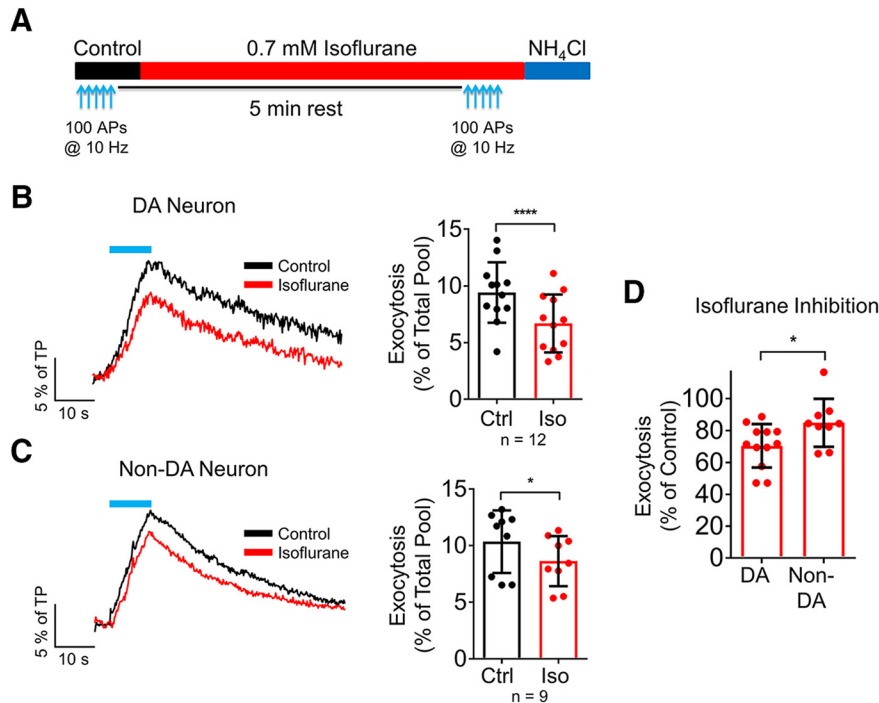 A
Control
0.7 mM Isoflurane
NH₄Cl
5 min rest
100 APs
@ 10 Hz
100 APs
@ 10 Hz
B
DA Neuron
Control
Isoflurane
5 % of TP
10 s
Exocytosis
(% of Total Pool)
15
10
5
0
****
Ctrl
Iso
n = 12
C
Non-DA Neuron
Control
Isoflurane
5 % of TP
10 s
Exocytosis
(% of Total Pool)
15
10
5
0
*
Ctrl
Iso
n = 9
D
Isoflurane Inhibition
*
Exocytosis
(% of Control)
100
80
60
40
20
0
DA
Non-
DA